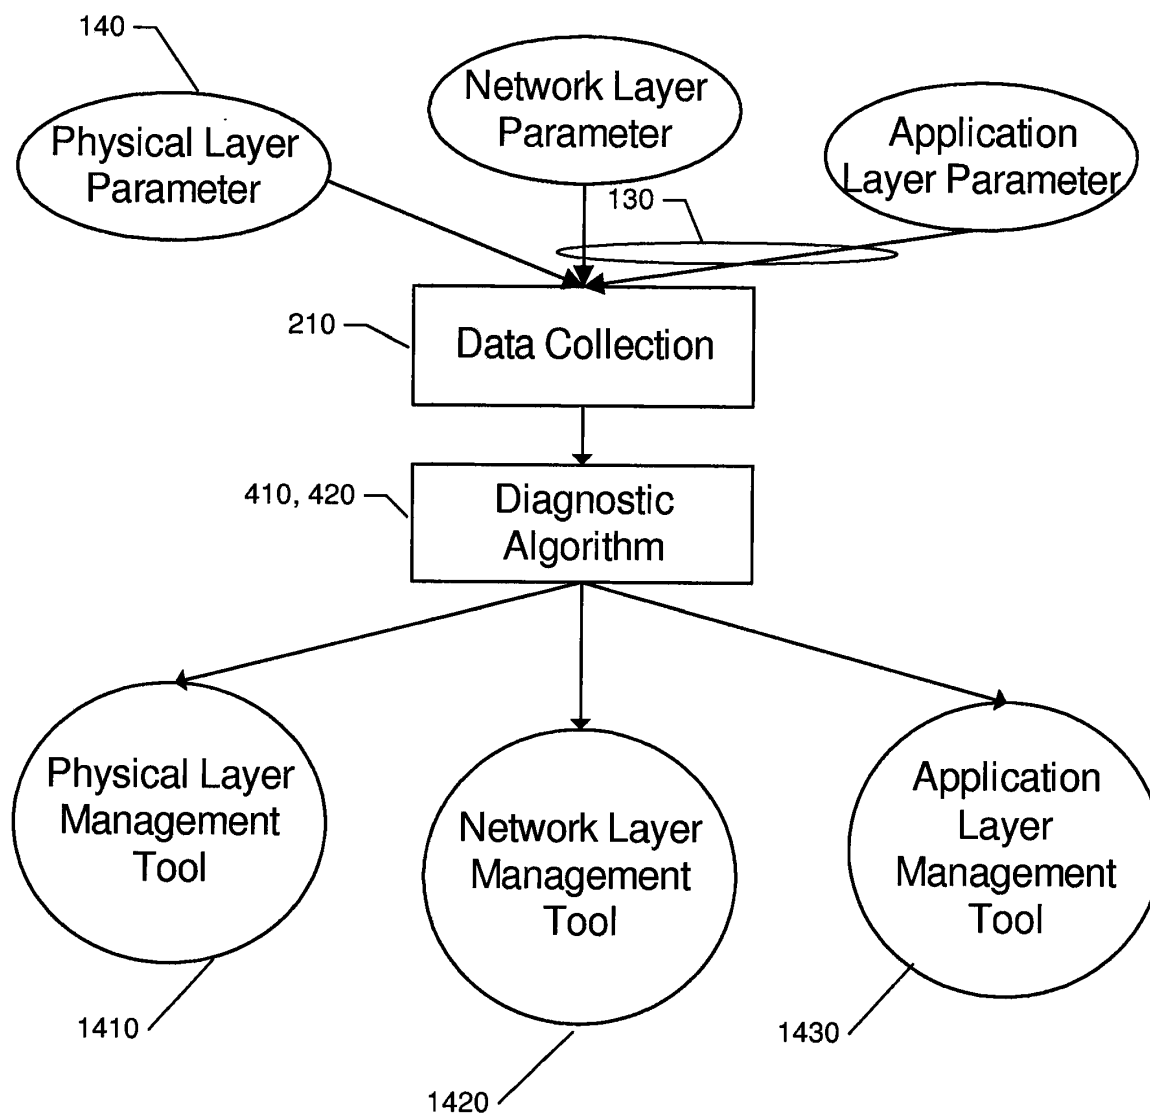 140
Physical Layer
Parameter
Network Layer
Parameter
Application
Layer Parameter
130
210
Data Collection
410, 420
Diagnostic
Algorithm
Physical Layer
Management
Tool
Network Layer
Management
Tool
Application
Layer
Management
Tool
1410
1420
1430